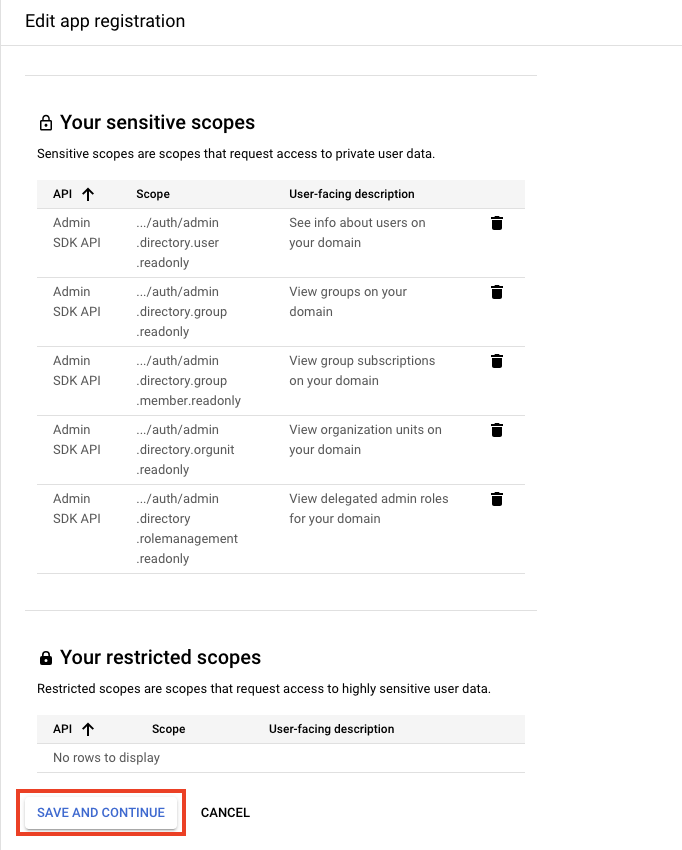 Edit app registration
Your sensitive scopes
Sensitive scopes are scopes that request access to private user data.
API Scope User-facing description
Admin .../auth/admin See info about users on
SDK API .directory.user your domain
.readonly
Admin .../auth/admin View groups on your
SDK API .directory.group domain
.readonly
Admin .../auth/admin View group subscriptions
SDK API .directory.group on your domain
.member.readonly
Admin .../auth/admin View organization units on
SDK API .directory.orgunit your domain
.readonly
Admin .../auth/admin View delegated admin roles
SDK API .directory for your domain
.rolemanagement
.readonly
Your restricted scopes
Restricted scopes are scopes that request access to highly sensitive user data.
API Scope User-facing description
No rows to display
SAVE AND CONTINUE CANCEL